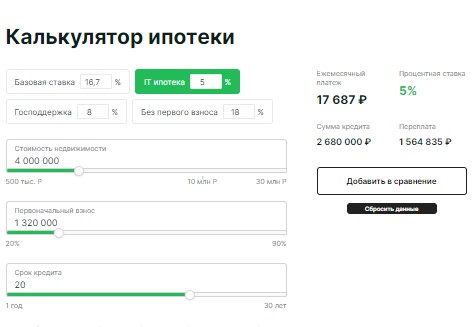 Калькулятор ипотеки
Базовая ставка 16,7 %
IT ипотека 5 %
Господдержка 8 %
Без первого взноса 18 %
Стоимость недвижимости
4 000 000
500 тыс. Р 10 млн Р 30 млн Р
Первоначальный взнос
1 320 000
20% 90%
Срок кредита
20
1 год 30 лет
Ежемесячный
платеж
17 687 ₽
Процентная ставка
5%
Сумма кредита
2 680 000 ₽
Переплата
1 564 835 ₽
Добавить в сравнение
Сбросить данные